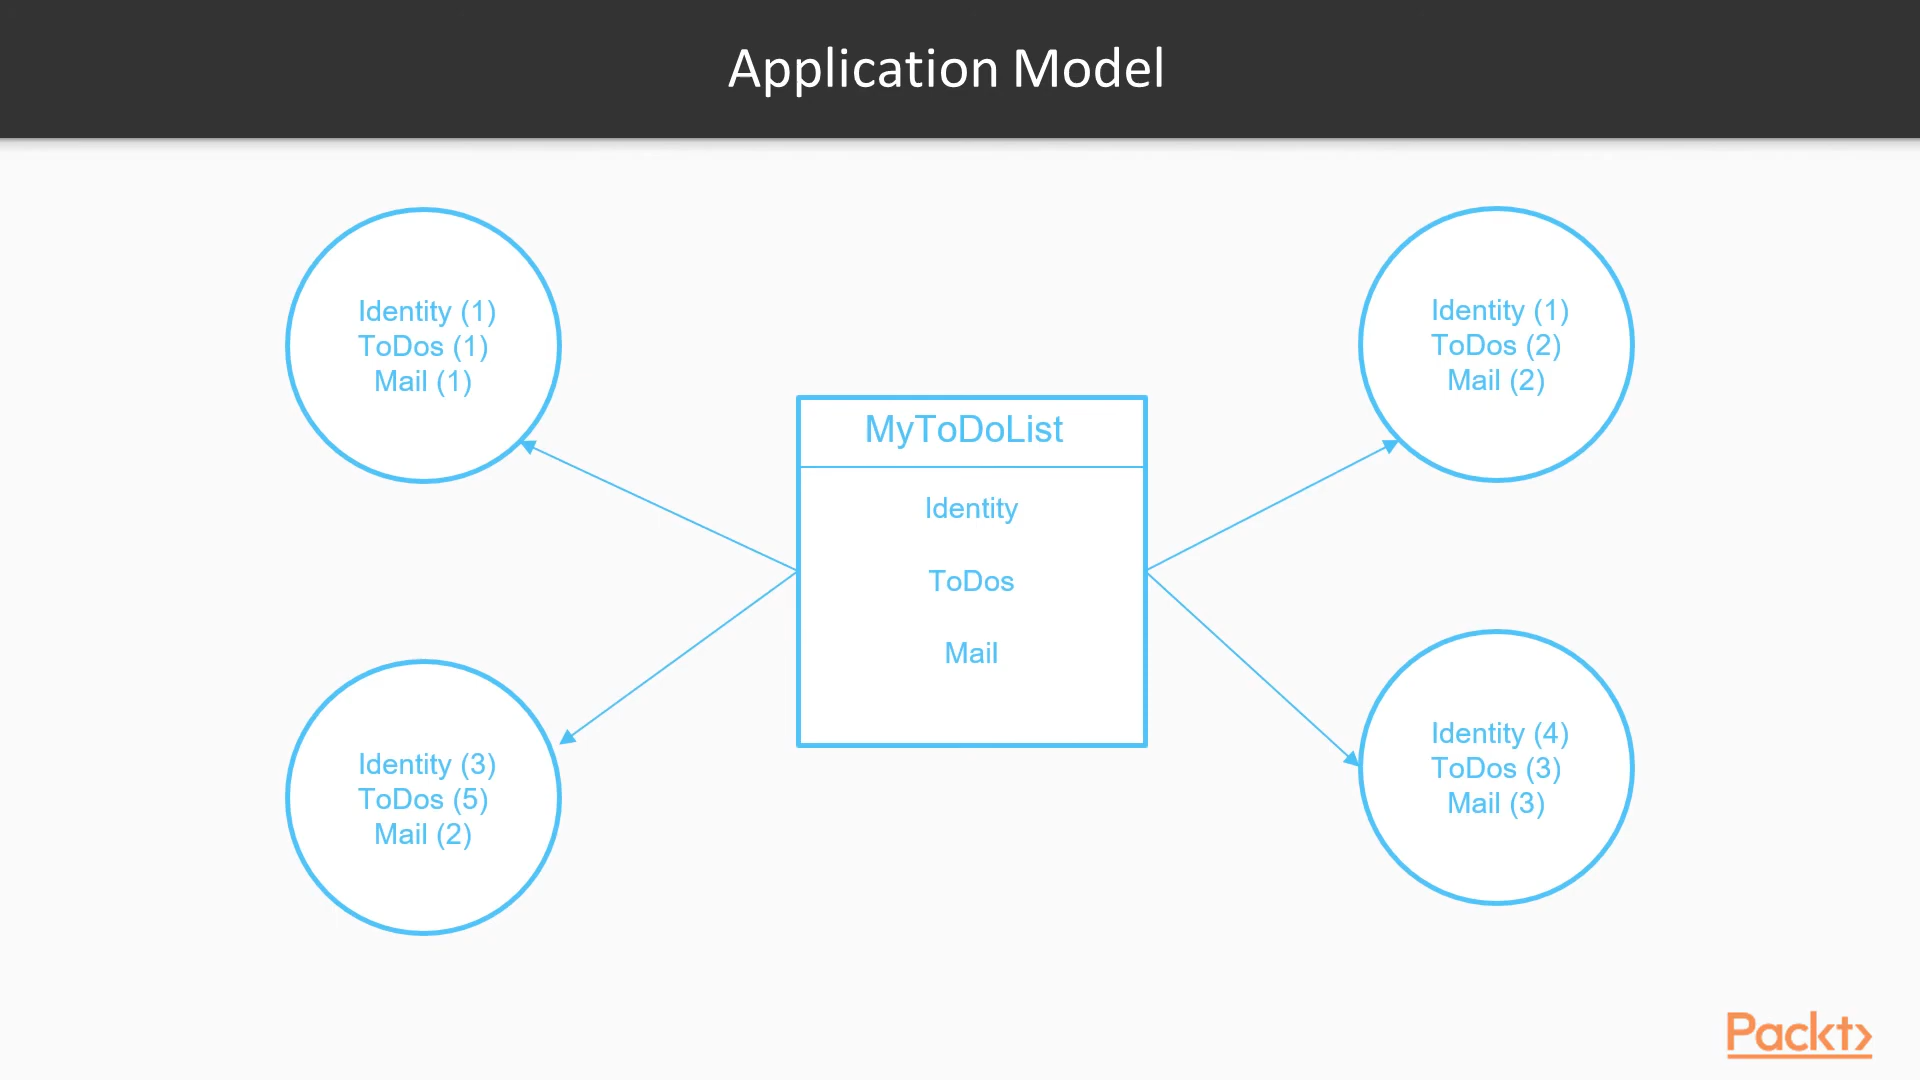 Application Model
Identity (1)
ToDos (1)
Mail (1)
Identity (1)
ToDos (2)
Mail (2)
MyToDoList
Identity
ToDos
Mail
Identity (3)
ToDos (5)
Mail (2)
Identity (4)
ToDos (3)
Mail (3)
Packt>